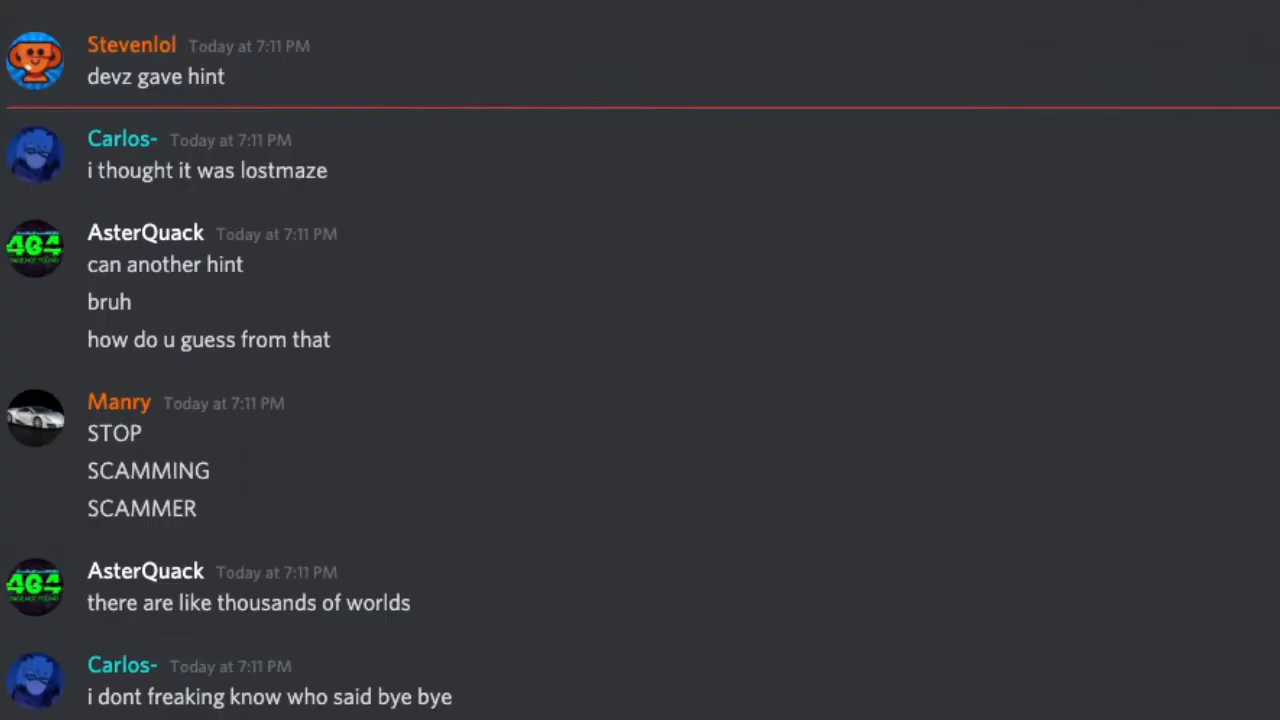 Stevenlol Today at 7:11 PM
devz gave hint
Carlos- Today at 7:11 PM
i thought it was lostmaze
404
AsterQuack Today at 7:11 PM
can another hint
bruh
how do u guess from that
Manry Today at 7:11 PM
STOP
SCAMMING
SCAMMER
404
AsterQuack Today at 7:11 PM
there are like thousands of worlds
Carlos- Today at 7:11 PM
i dont freaking know who said bye bye